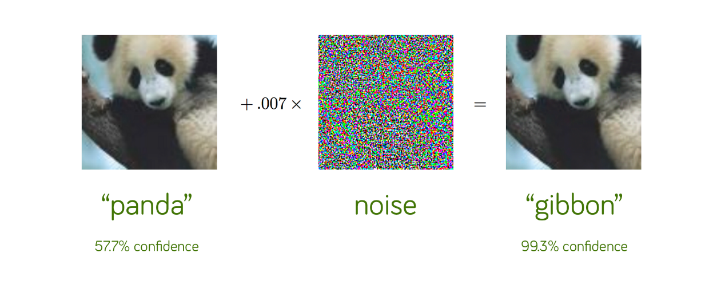 + .007 × =
“panda” noise “gibbon”
57.7% confidence 99.3% confidence